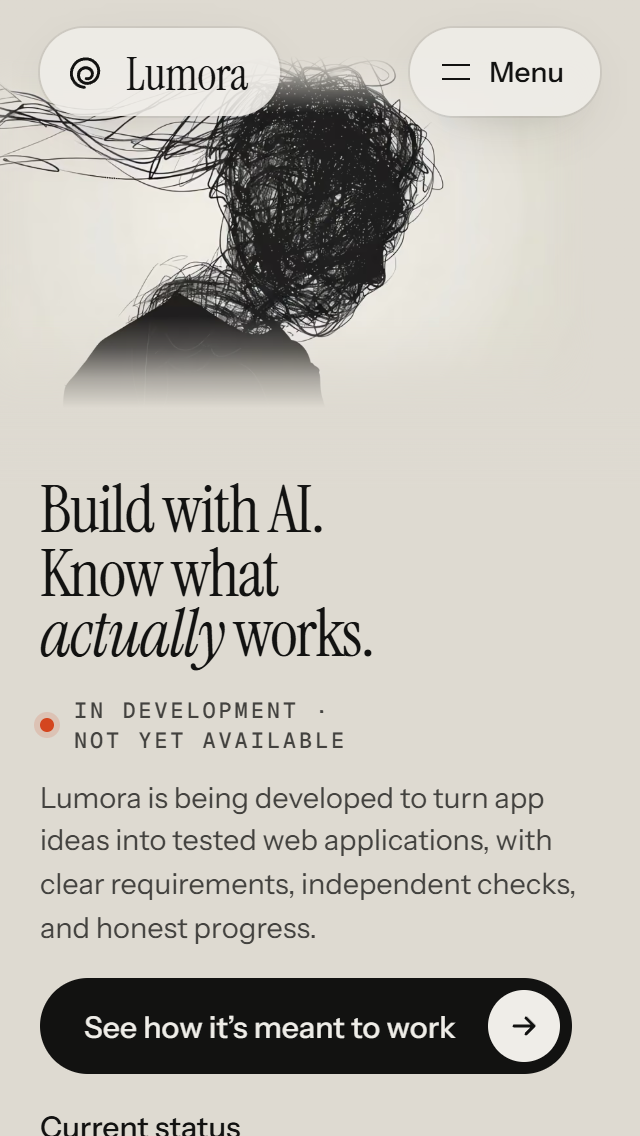 Lumora
Menu
Build with AI.
Know what
actually works.
IN DEVELOPMENT ·
NOT YET AVAILABLE
Lumora is being developed to turn app
ideas into tested web applications, with
clear requirements, independent checks,
and honest progress.
See how it’s meant to work
Current status